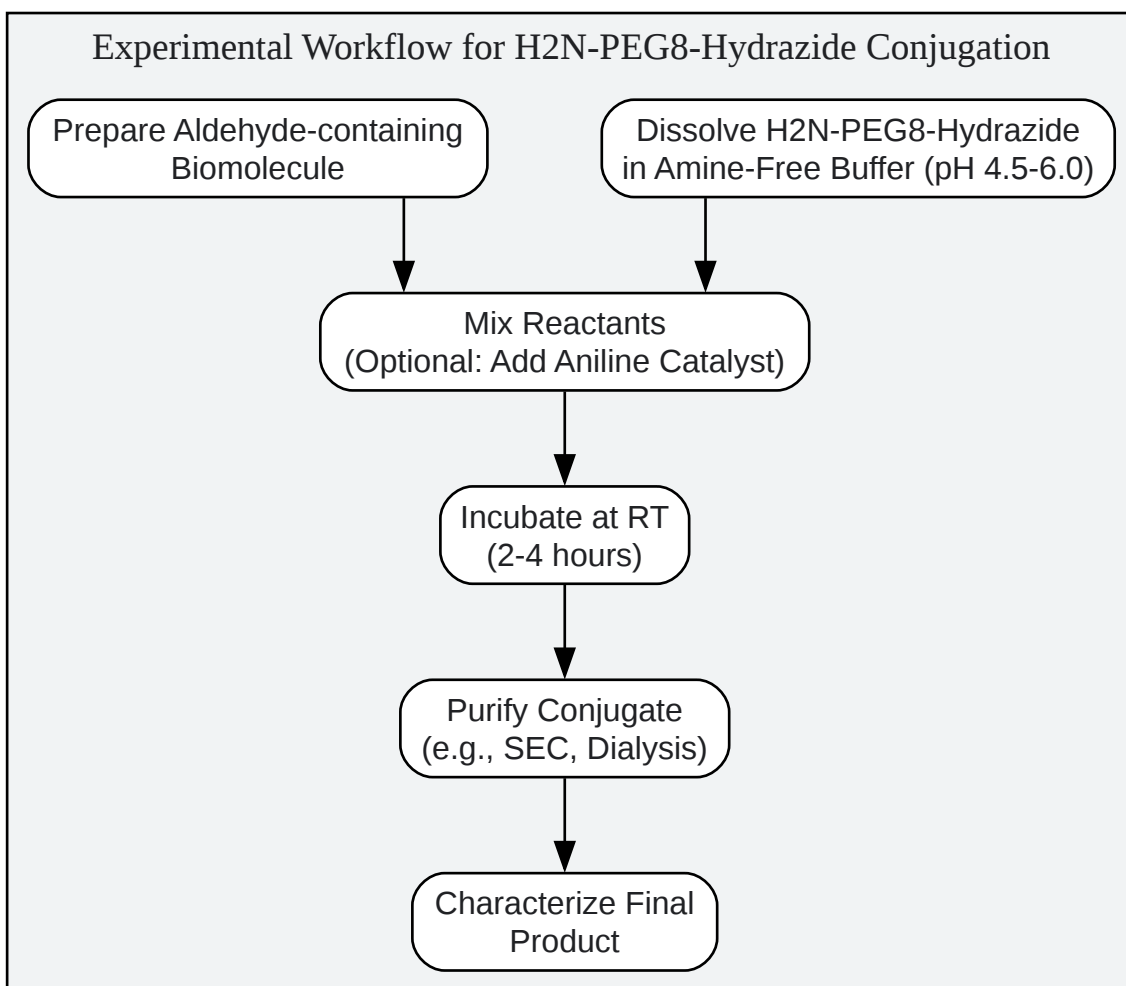 Experimental Workflow for H2N-PEG8-Hydrazide Conjugation
Prepare Aldehyde-containing
Biomolecule
Dissolve H2N-PEG8-Hydrazide
in Amine-Free Buffer (pH 4.5-6.0)
Mix Reactants
(Optional: Add Aniline Catalyst)
Incubate at RT
(2-4 hours)
Purify Conjugate
(e.g., SEC, Dialysis)
Characterize Final
Product